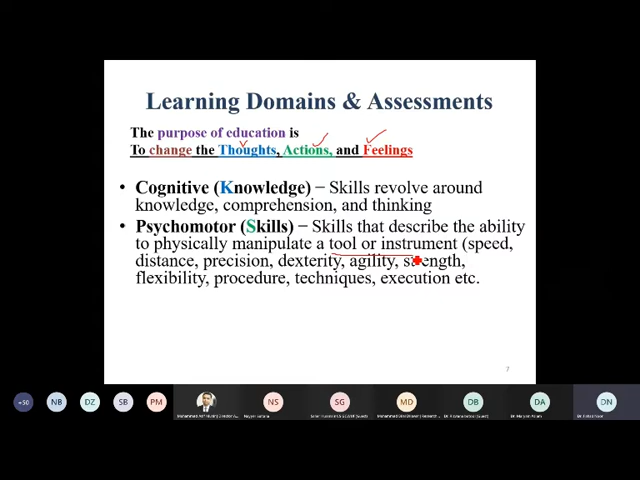 Learning Domains & Assessments
The purpose of education is
To change the Thoughts, Actions, and Feelings
• Cognitive (Knowledge) – Skills revolve around
knowledge, comprehension, and thinking
• Psychomotor (Skills) – Skills that describe the ability
to physically manipulate a tool or instrument (speed,
distance, precision, dexterity, agility, strength,
flexibility, procedure, techniques, execution etc.
7
+50 NB DZ SB PM NS SG MD DB DA DN